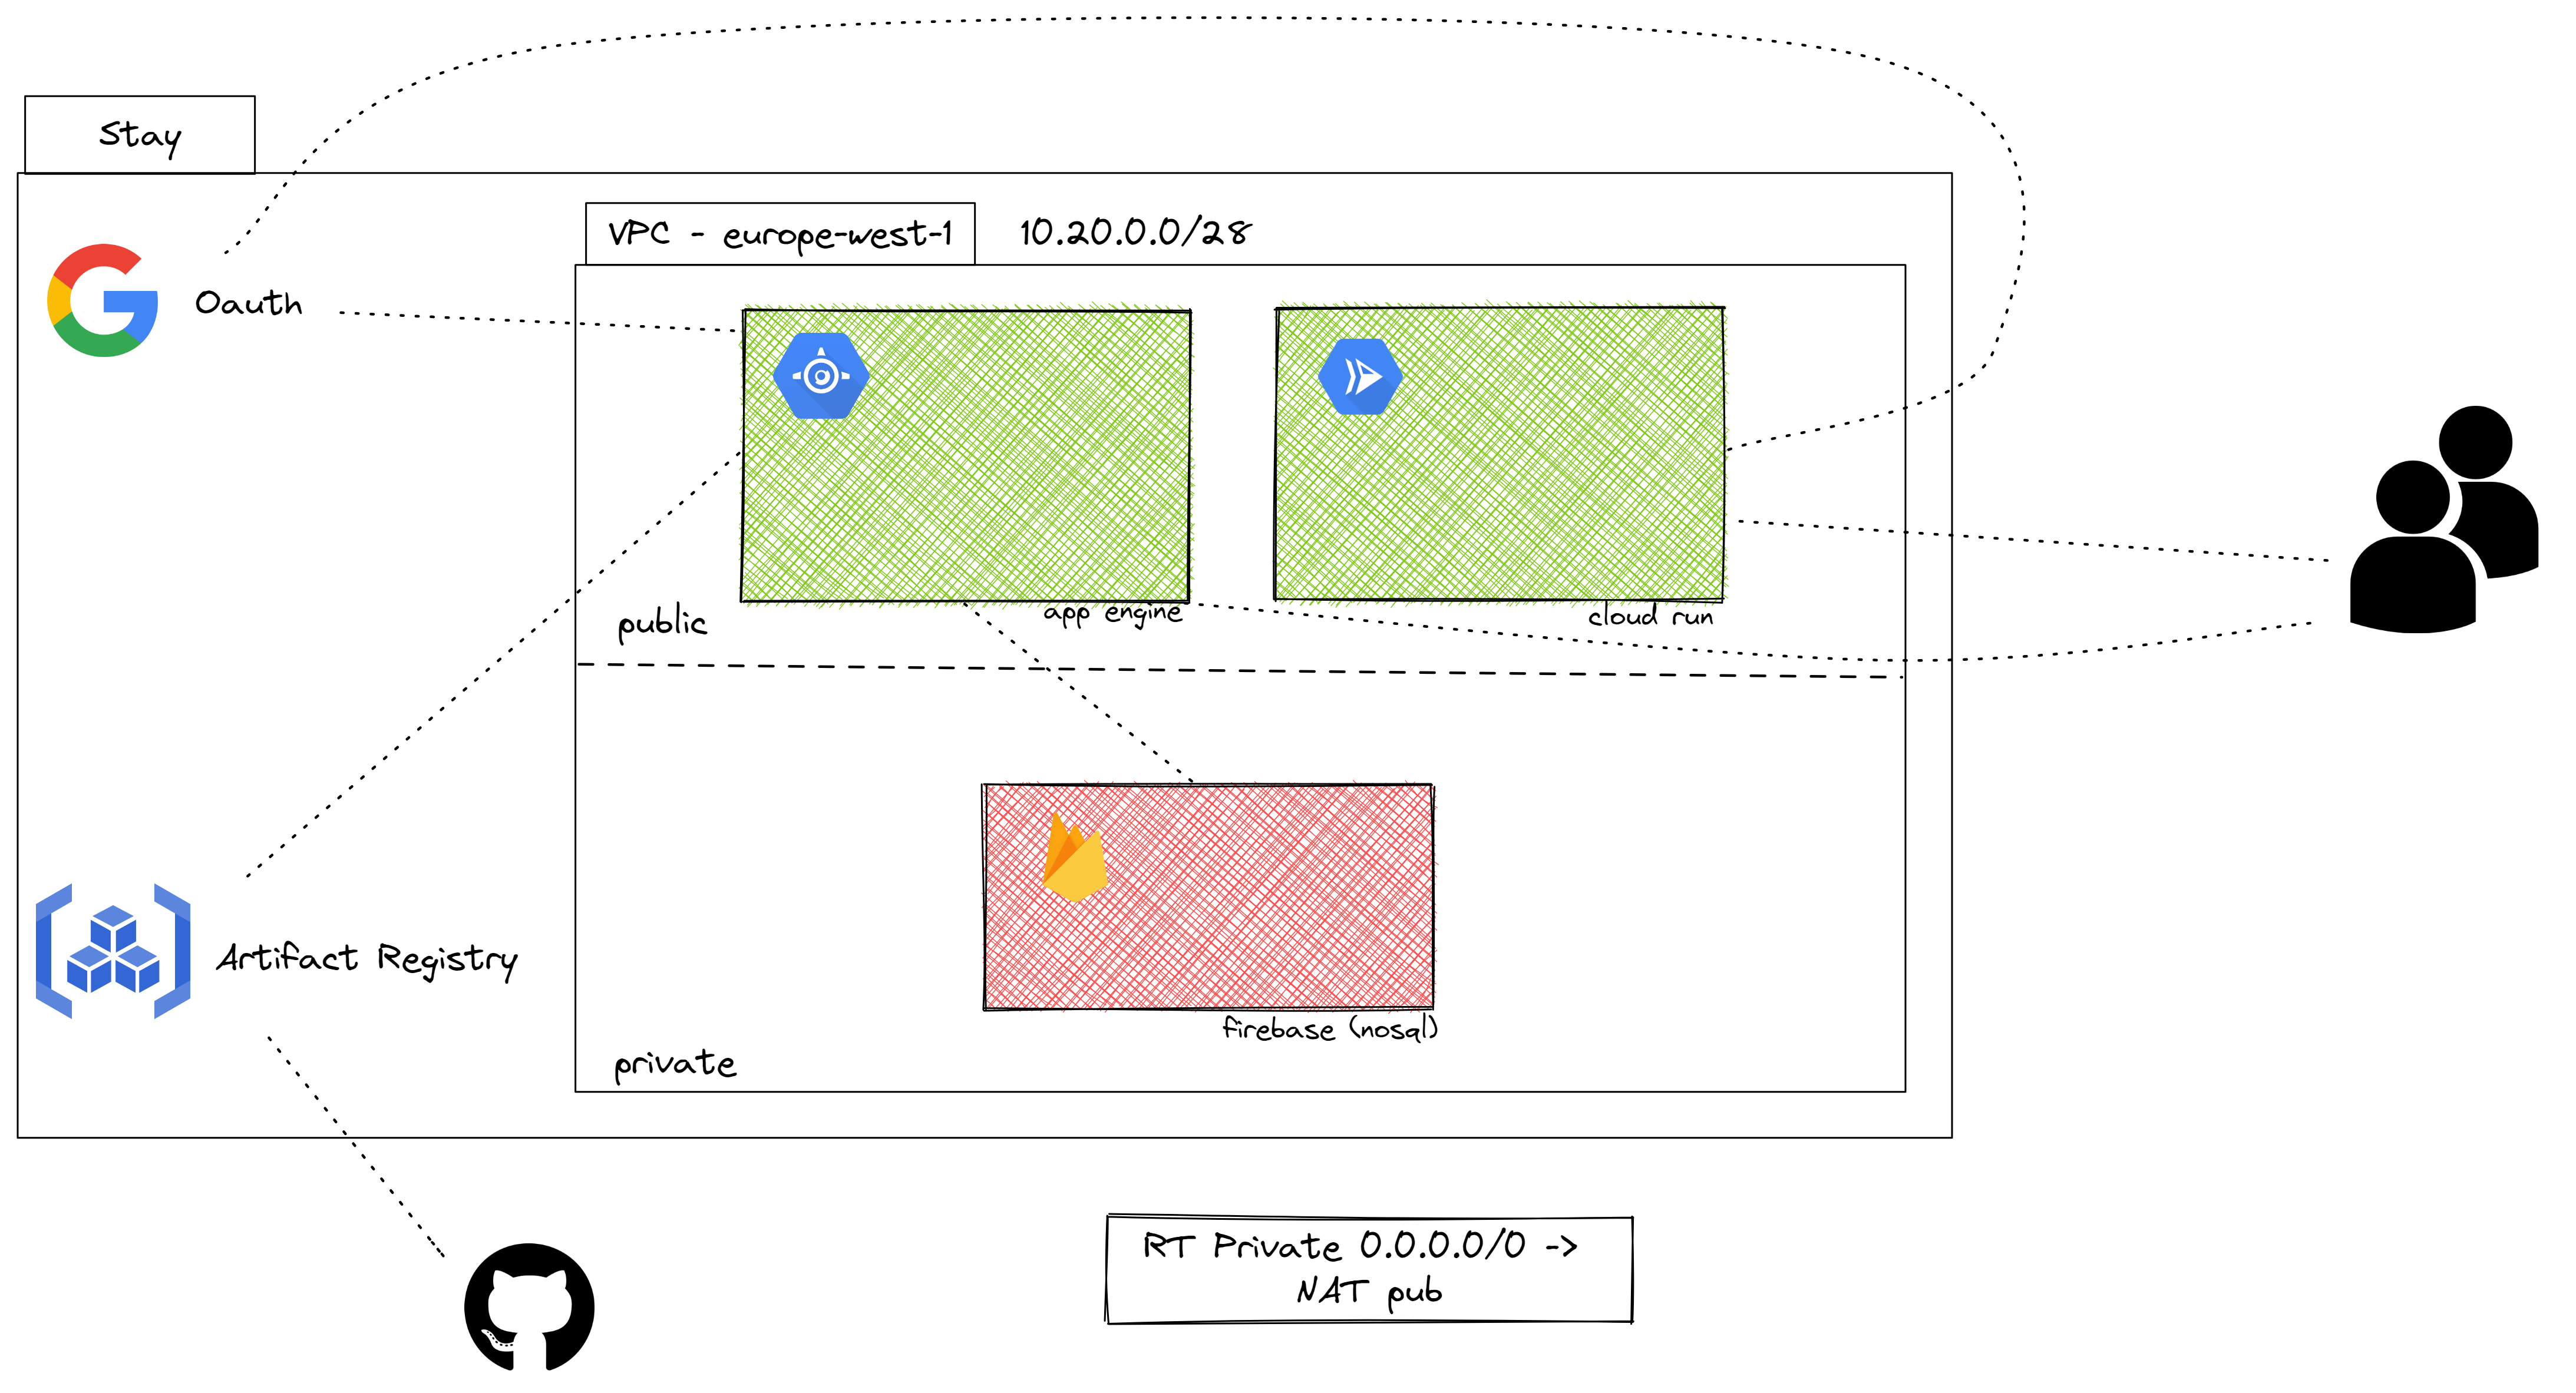 Stay
VPC - europe-west-1
10.20.0.0/28
Oauth
app engine
cloud run
public
Artifact Registry
firebase (nosql)
private
RT Private 0.0.0.0/0 ->
NAT pub